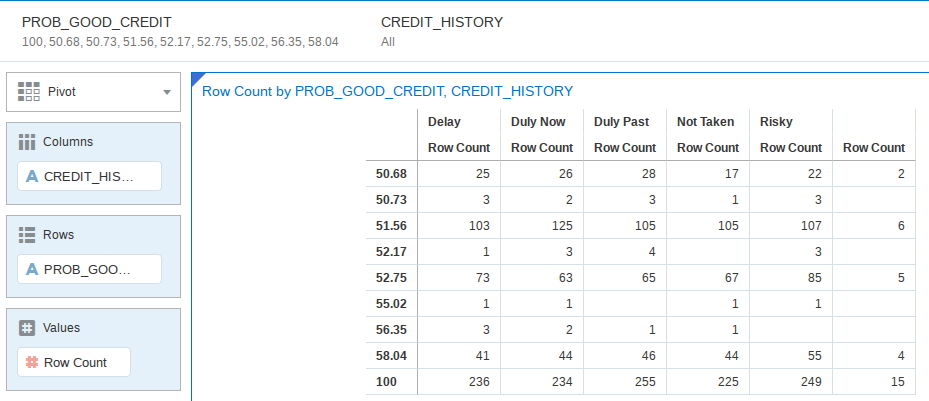 PROB_GOOD_CREDIT CREDIT_HISTORY
100, 50.68, 50.73, 51.56, 52.17, 52.75, 55.02, 56.35, 58.04 All
Pivot
Columns
A CREDIT_HIS...
Rows
A PROB_GOO...
Values
# Row Count
Row Count by PROB_GOOD_CREDIT, CREDIT_HISTORY
Delay Duly Now Duly Past Not Taken Risky
Row Count Row Count Row Count Row Count Row Count Row Count
50.68 25 26 28 17 22 2
50.73 3 2 3 1 3
51.56 103 125 105 105 107 6
52.17 1 3 4 3
52.75 73 63 65 67 85 5
55.02 1 1 1 1
56.35 3 2 1 1
58.04 41 44 46 44 55 4
100 236 234 255 225 249 15